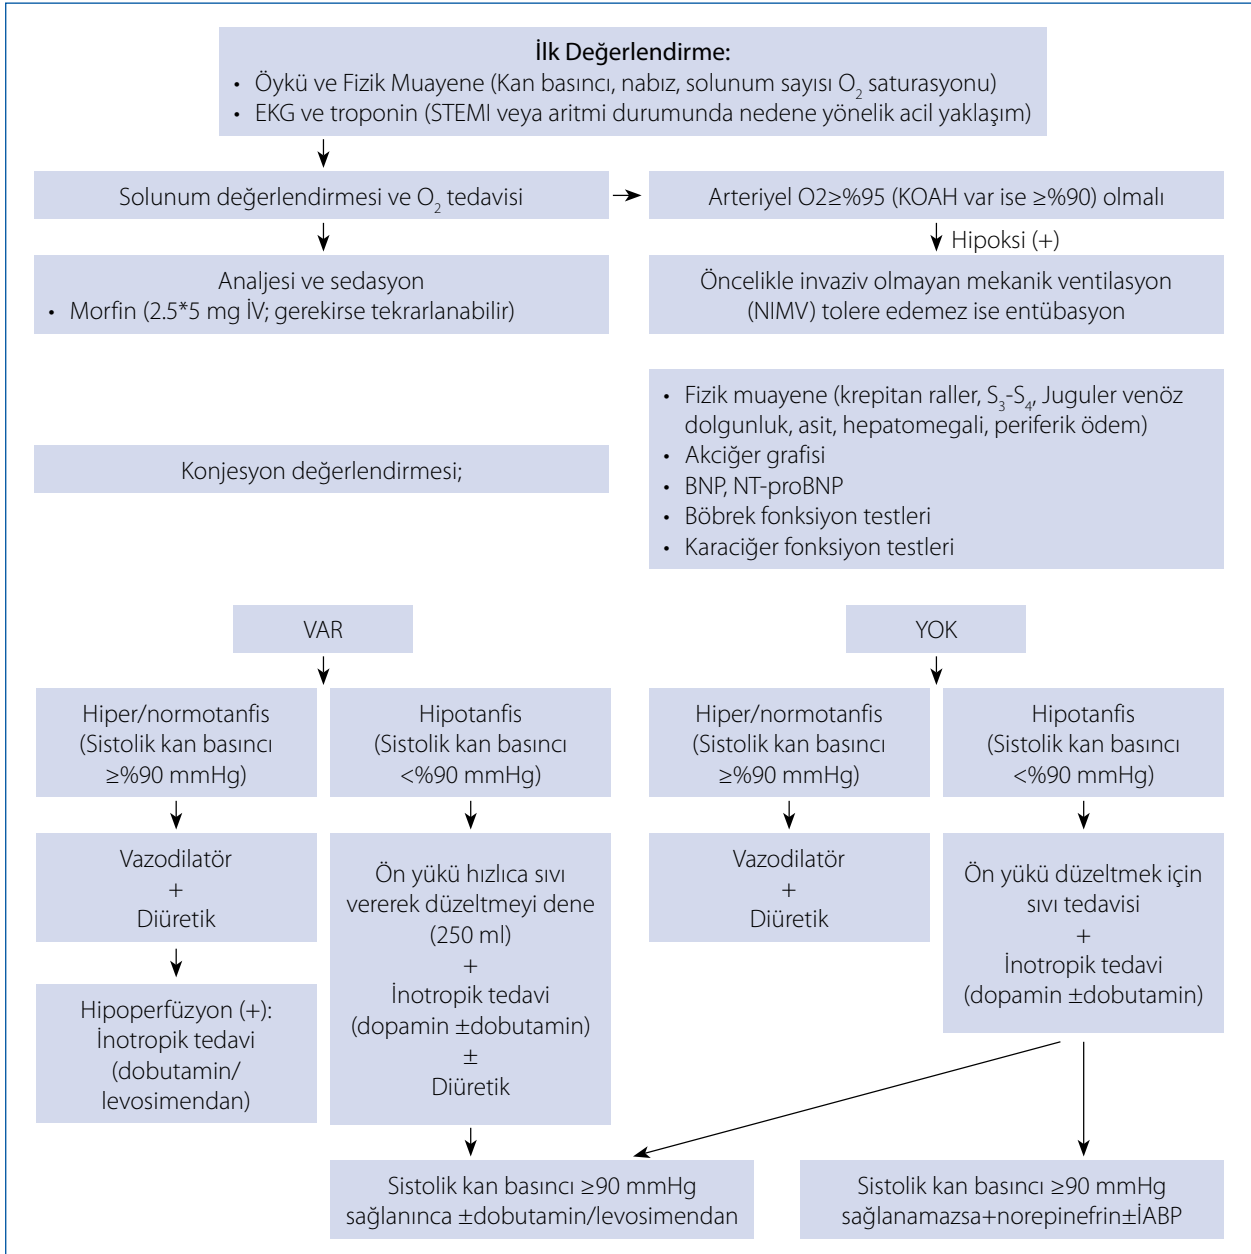 İlk Değerlendirme:
• Öykü ve Fizik Muayene (Kan basıncı, nabız, solunum sayısı O₂ saturasyonu)
• EKG ve troponin (STEMI veya aritmi durumunda nedene yönelik acil yaklaşım)
Solunum değerlendirmesi ve O₂ tedavisi
Arteriyel O2≥%95 (KOAH var ise ≥%90) olmalı
Hipoksi (+)
Analjesi ve sedasyon
• Morfin (2.5*5 mg İV; gerekirse tekrarlanabilir)
Öncelikle invaziv olmayan mekanik ventilasyon
(NIMV) tolere edemez ise entübasyon
• Fizik muayene (krepitan raller, S₃-S₄, Juguler venöz
dolgunluk, asit, hepatomegali, periferik ödem)
• Akciğer grafisi
• BNP, NT-proBNP
• Böbrek fonksiyon testleri
• Karaciğer fonksiyon testleri
Konjesyon değerlendirmesi;
VAR
YOK
Hiper/normotanfis
(Sistolik kan basıncı
≥%90 mmHg)
Hipotanfis
(Sistolik kan basıncı
<%90 mmHg)
Hiper/normotanfis
(Sistolik kan basıncı
≥%90 mmHg)
Hipotanfis
(Sistolik kan basıncı
<%90 mmHg)
Vazodilatör
+
Diüretik
Ön yükü hızlıca sıvı
vererek düzeltmeyi dene
(250 ml)
+
İnotropik tedavi
(dopamin ±dobutamin)
±
Diüretik
Vazodilatör
+
Diüretik
Ön yükü düzeltmek için
sıvı tedavisi
+
İnotropik tedavi
(dopamin ±dobutamin)
Hipoperfüzyon (+):
İnotropik tedavi
(dobutamin/
levosimendan)
Sistolik kan basıncı ≥90 mmHg
sağlanınca ±dobutamin/levosimendan
Sistolik kan basıncı ≥90 mmHg
sağlanamazsa+norepinefrin±İABP